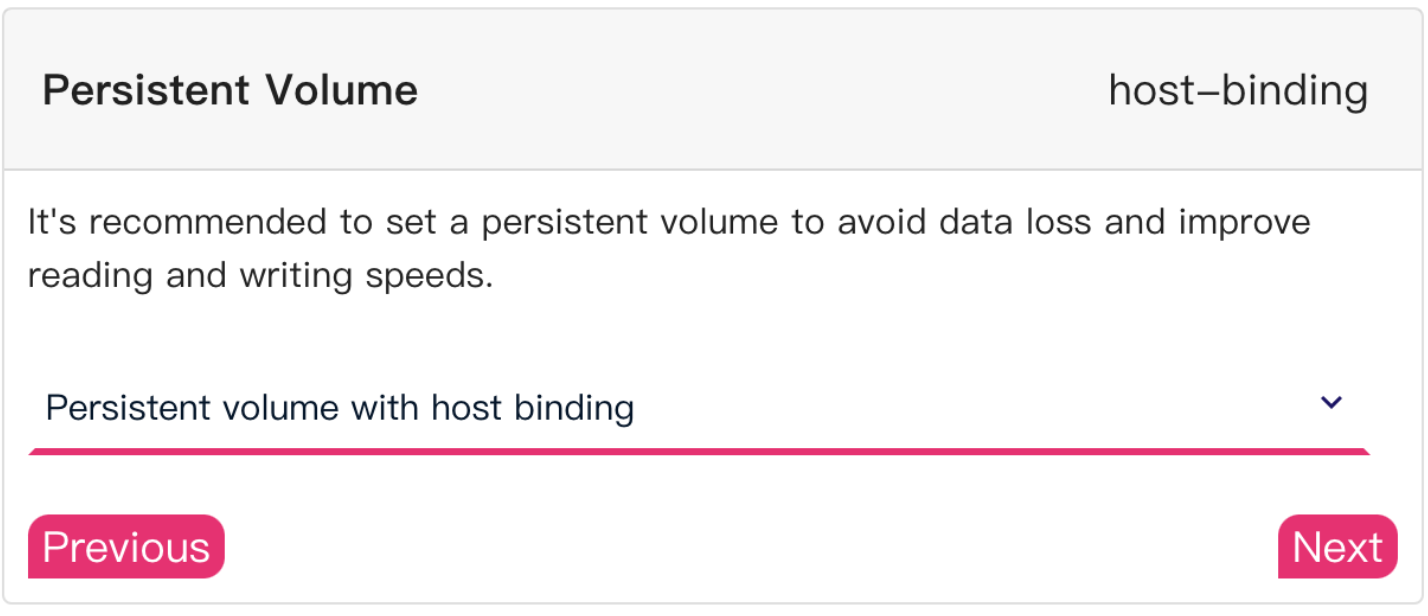 Persistent Volume
host–binding
It's recommended to set a persistent volume to avoid data loss and improve
reading and writing speeds.
Persistent volume with host binding
Previous
Next